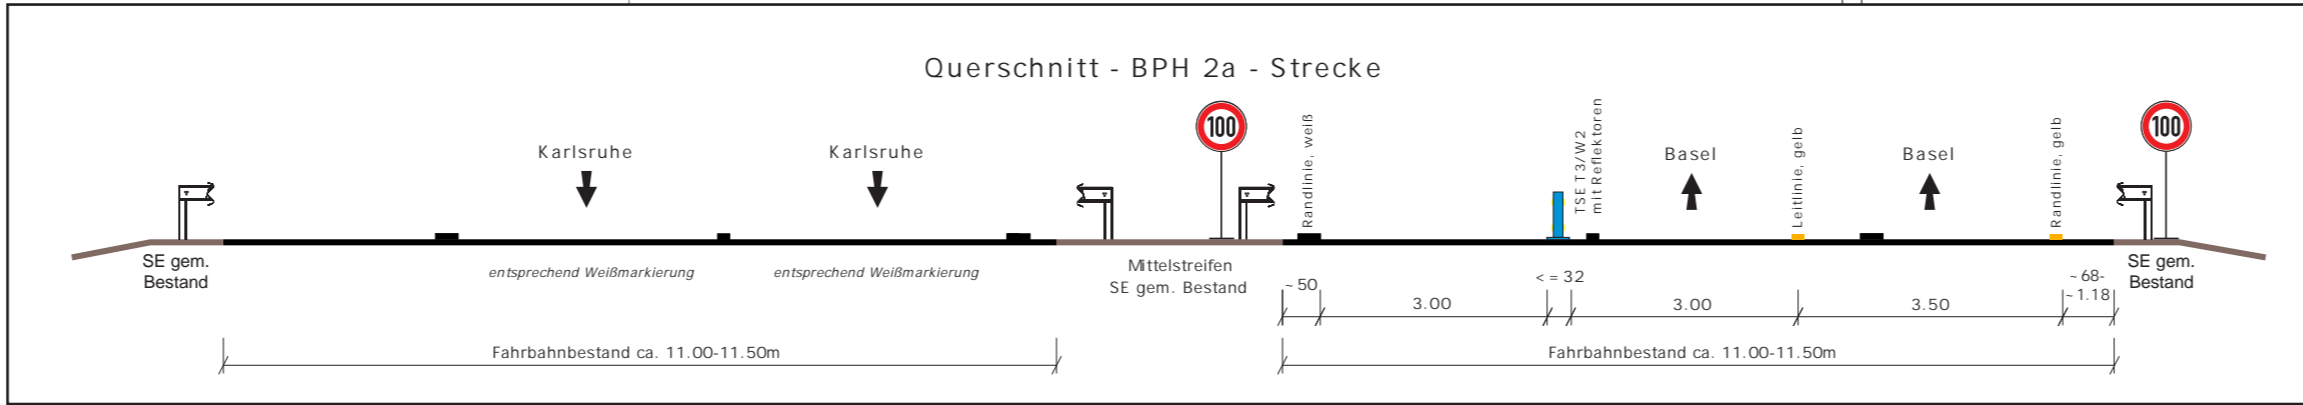 Querschnitt - BPH 2a - Strecke
Karlsruhe
Karlsruhe
100
Randlinie, weiß
TSE T3/W2
mit Reflektoren
Basel
Leitlinie, gelb
Basel
Randlinie, gelb
100
SE gem.
Bestand
entsprechend Weißmarkierung
entsprechend Weißmarkierung
Mittelstreifen
SE gem. Bestand
~50
3.00
< = 32
3.00
3.50
~68-
~1.18
SE gem.
Bestand
Fahrbahnbestand ca. 11.00-11.50m
Fahrbahnbestand ca. 11.00-11.50m